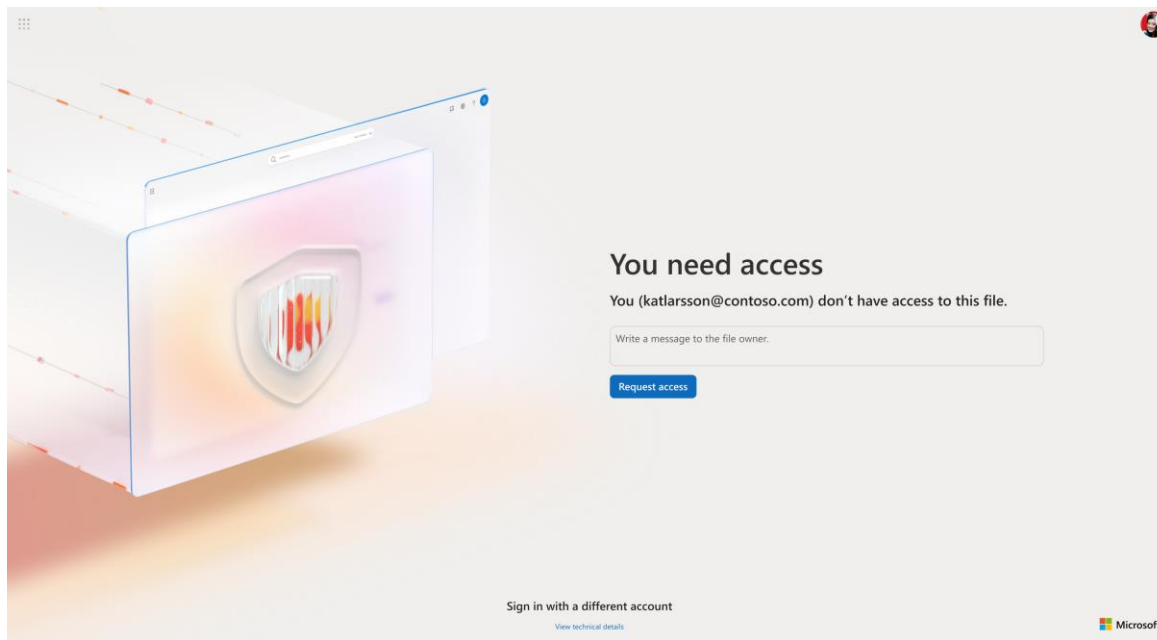 You need access
You (katlarsson@contoso.com) don't have access to this file.
Write a message to the file owner.
Request access
Sign in with a different account
View technical details